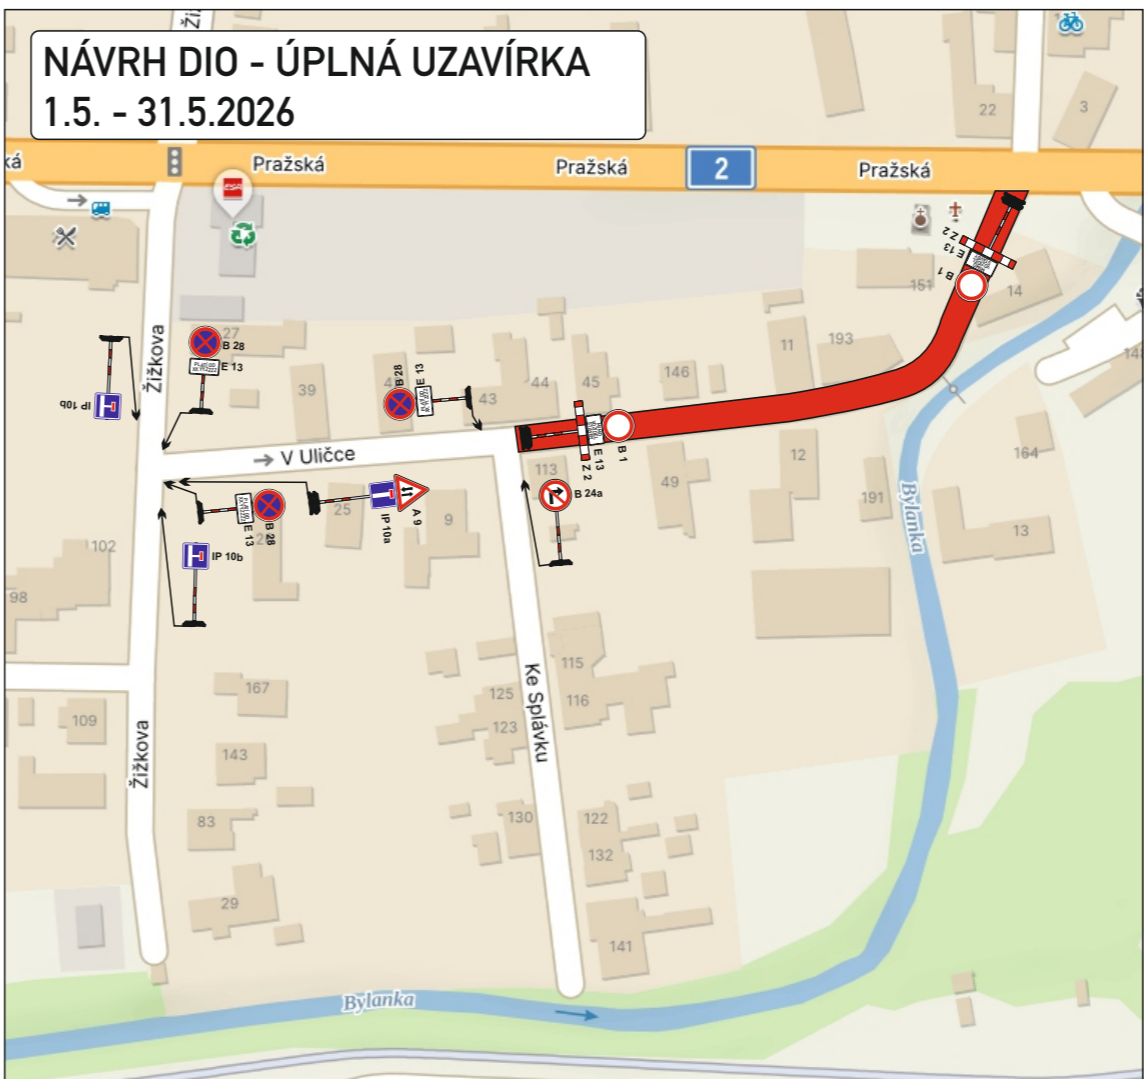 NÁVRH DIO - ÚPLNÁ UZAVÍRKA
1.5. - 31.5.2026
22
3
Pražská
Pražská
2
Pražská
Z 2
E 13
B 1
151
14
Žižkova
27
B 28
E 13
IP 10b
39
B 28
E 13
43
44
45
146
11
193
V Uličce
Z 2
E 13
B 1
113
B 24a
49
12
191
164
13
Bylanka
25
IP 10a
A 9
9
E 13
B 28
IP 10b
102
98
Ke Splávku
115
116
125
123
167
109
143
Žižkova
83
130
122
132
29
141
Bylanka